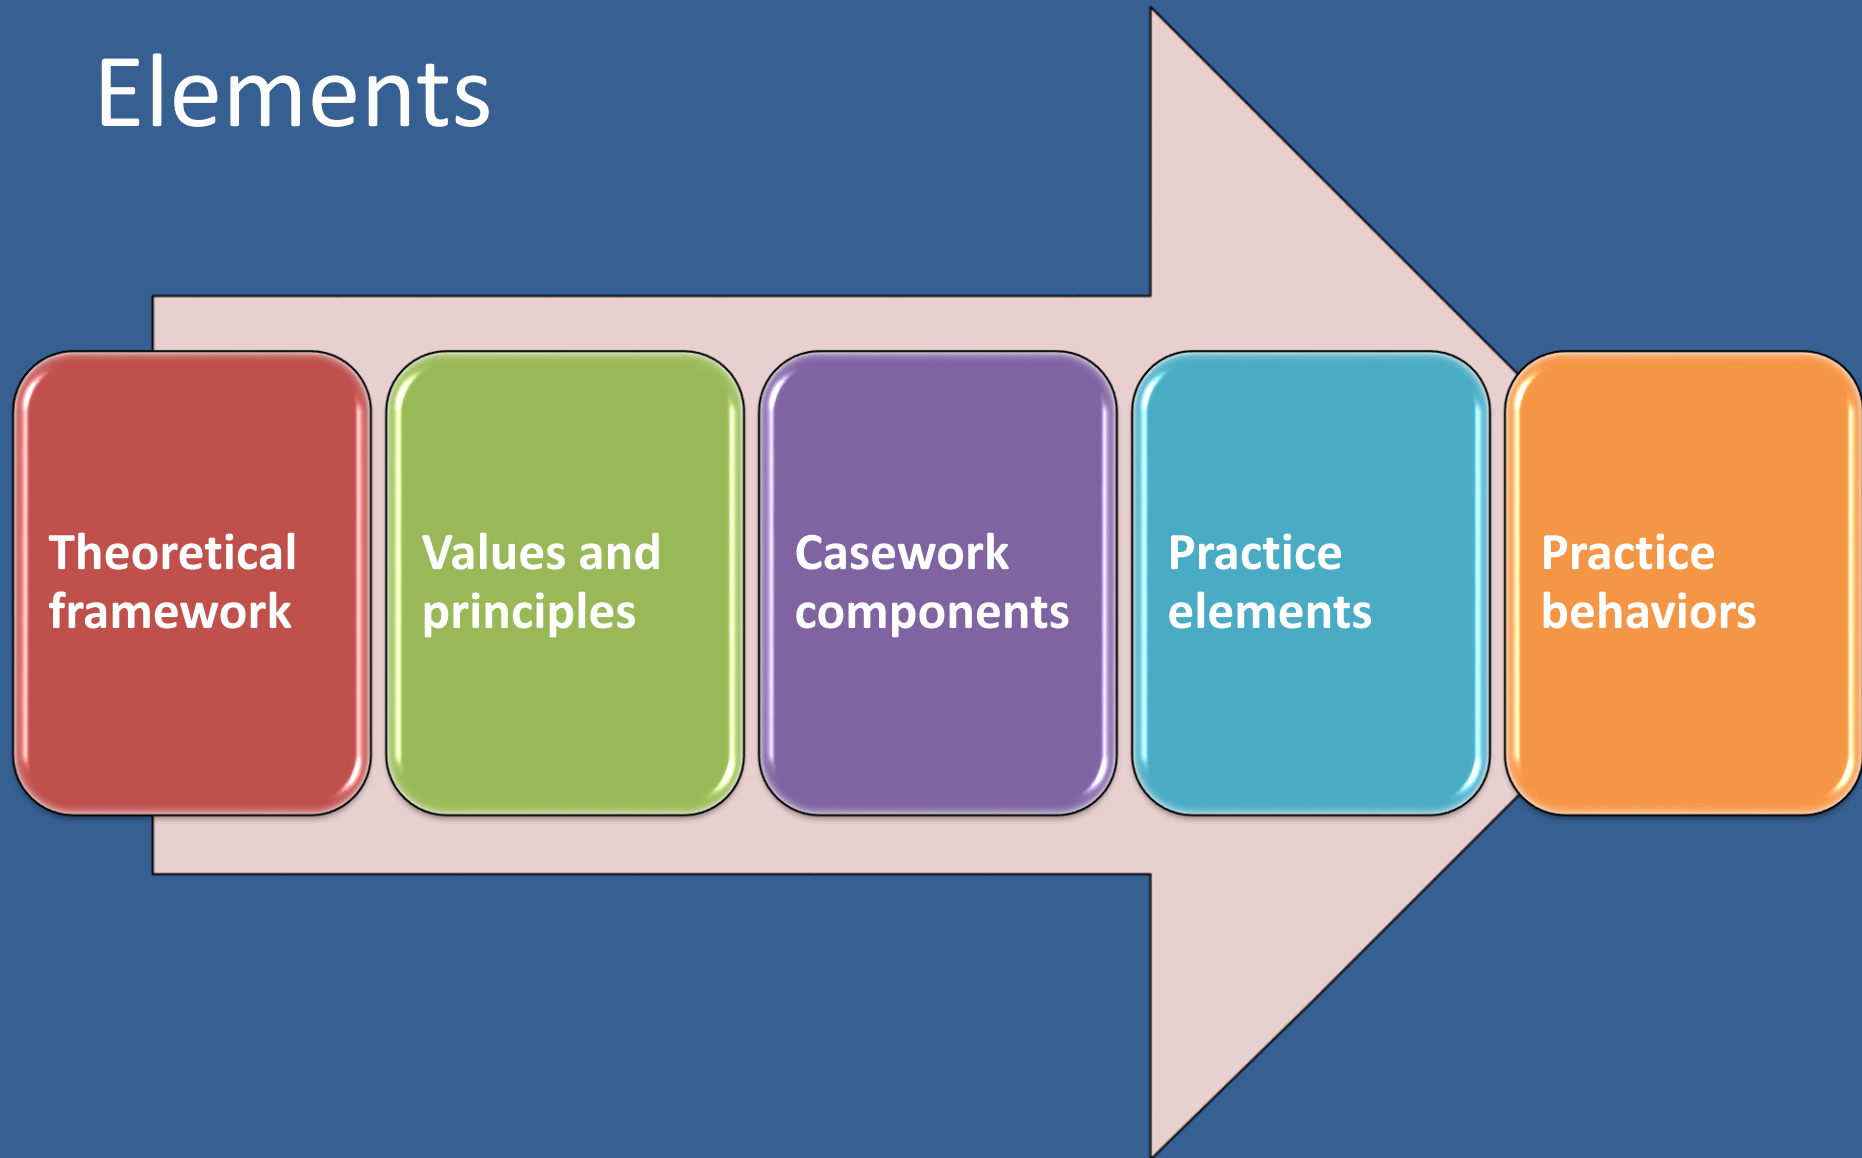 Elements
Theoretical
framework
Values and
principles
Casework
components
Practice
elements
Practice
behaviors